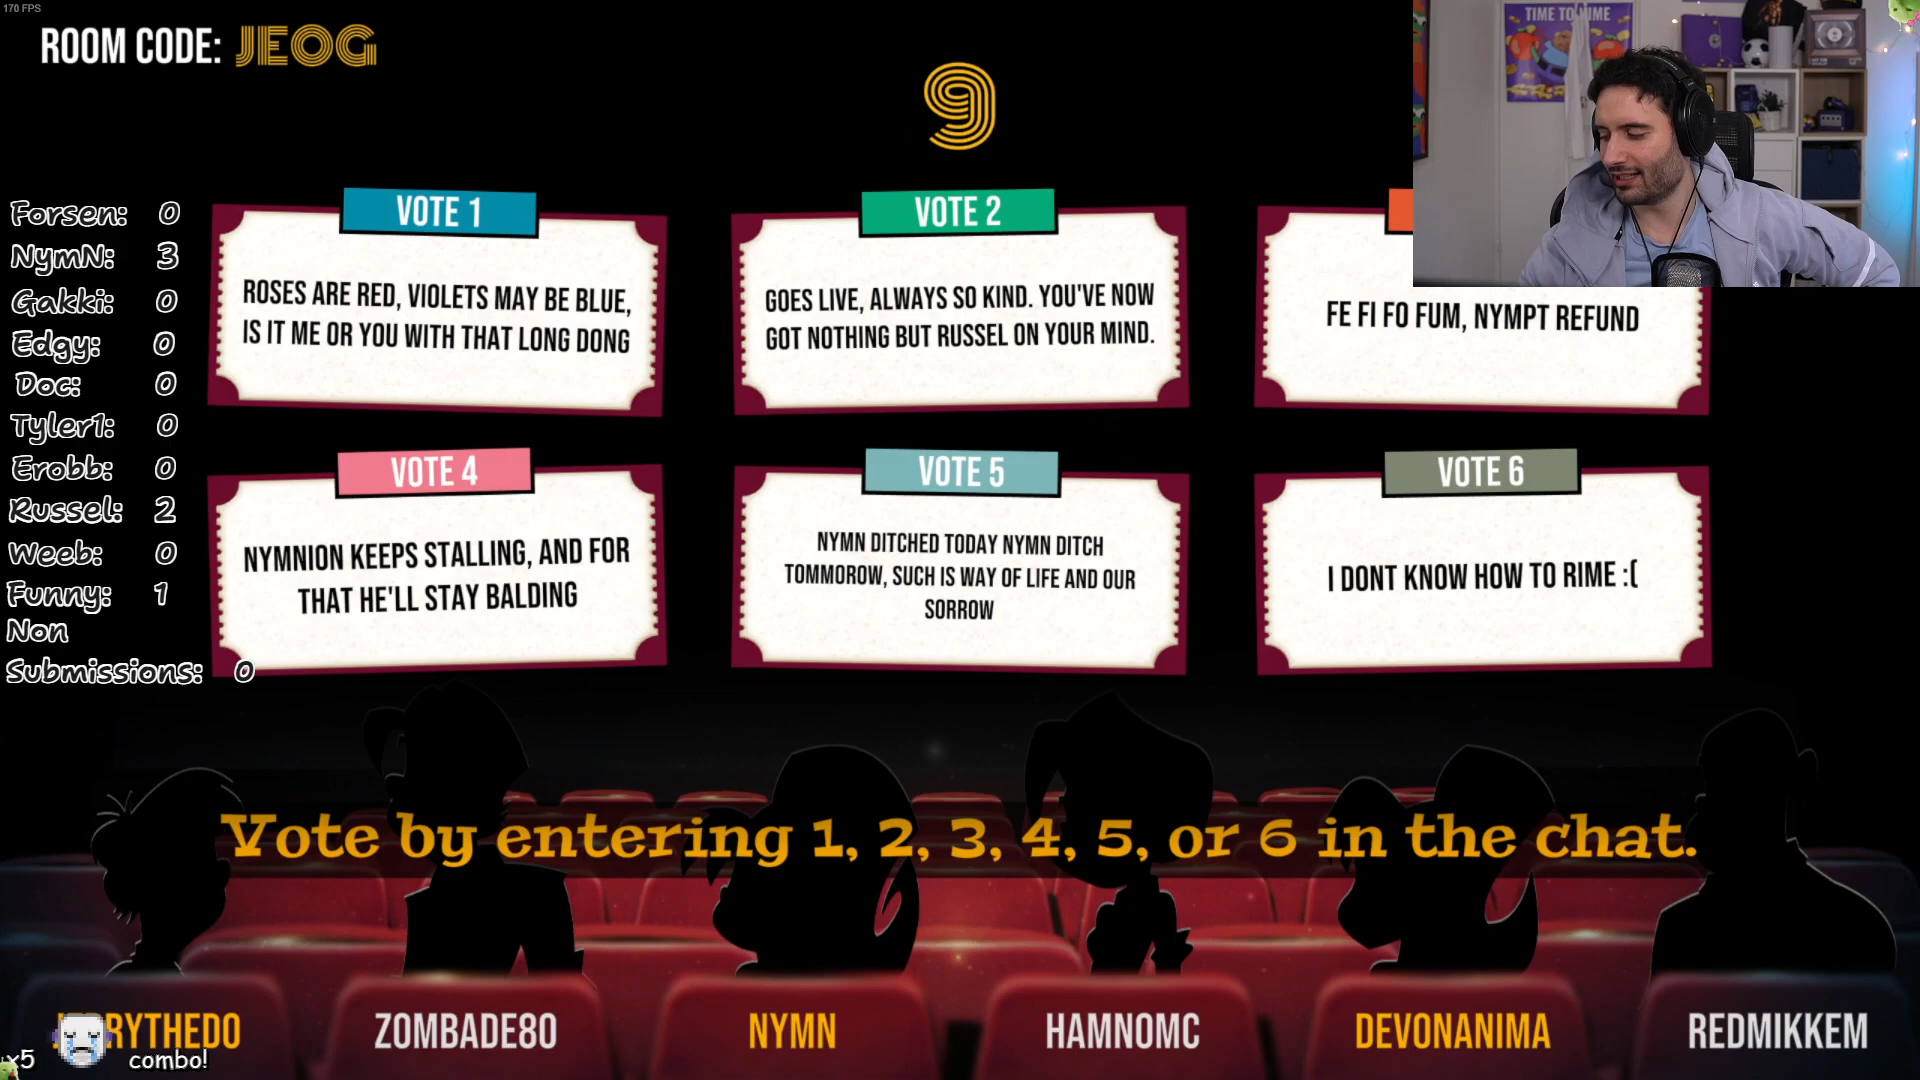 170 FPS
ROOM CODE: JEOG
9
TIME TO
Forsen: 0
NymN: 3
Gakki: 0
Edgy: 0
Doc: 0
Tyler1: 0
Erobb: 0
Russel: 2
Weeb: 0
Funny: 1
Non
Submissions: 0
VOTE 1
ROSES ARE RED, VIOLETS MAY BE BLUE,
IS IT ME OR YOU WITH THAT LONG DONG
VOTE 2
GOES LIVE, ALWAYS SO KIND. YOU'VE NOW
GOT NOTHING BUT RUSSEL ON YOUR MIND.
FE FI FO FUM, NYMPT REFUND
VOTE 4
NYMNION KEEPS STALLING, AND FOR
THAT HE'LL STAY BALDING
VOTE 5
NYMN DITCHED TODAY NYMN DITCH
TOMMOROW, SUCH IS WAY OF LIFE AND OUR
SORROW
VOTE 6
I DONT KNOW HOW TO RIME :(
Vote by entering 1, 2, 3, 4, 5, or 6 in the chat.
RYTHEDO
ZOMBADE80
NYMN
HAMNOMC
DEVONANIMA
REDMIKKEM
x5 combo!